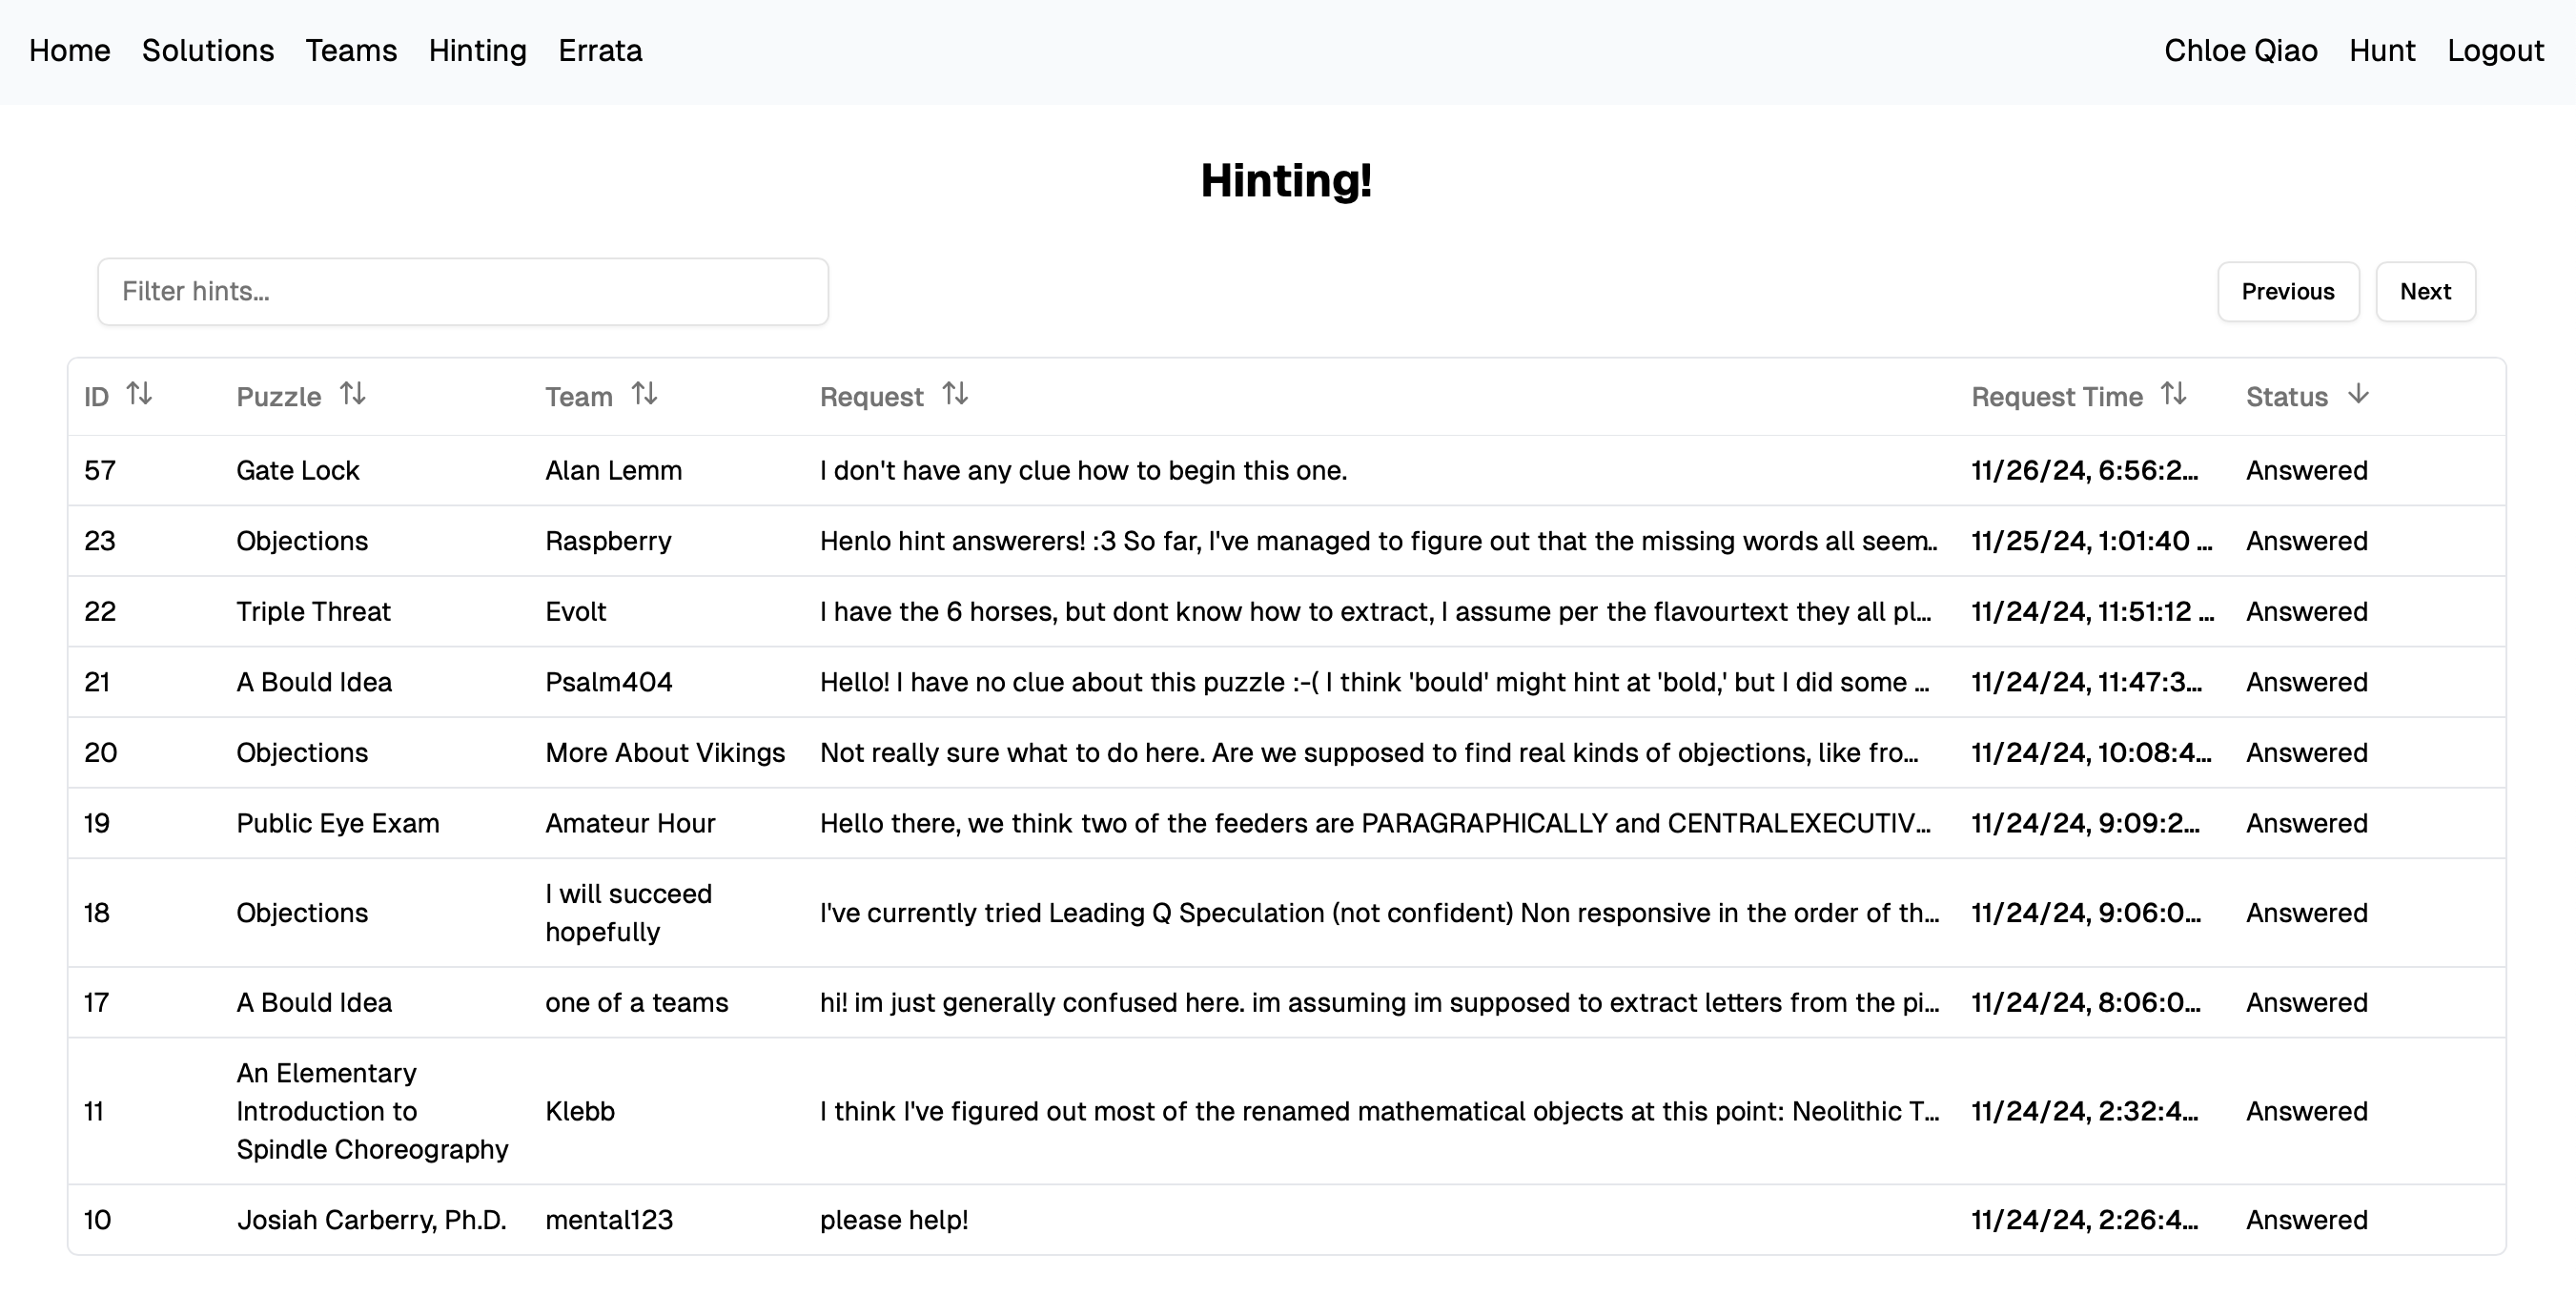 Home Solutions Teams Hinting Errata Chloe Qiao Hunt Logout
Hinting!
Filter hints... Previous Next
ID Puzzle Team Request Request Time Status
57 Gate Lock Alan Lemm I don't have any clue how to begin this one. 11/26/24, 6:56:2... Answered
23 Objections Raspberry Henlo hint answerers! :3 So far, I've managed to figure out that the missing words all seem.. 11/25/24, 1:01:40 ... Answered
22 Triple Threat Evolt I have the 6 horses, but dont know how to extract, I assume per the flavourtext they all pl... 11/24/24, 11:51:12 ... Answered
21 A Bould Idea Psalm404 Hello! I have no clue about this puzzle :-( I think 'bould' might hint at 'bold,' but I did some ... 11/24/24, 11:47:3... Answered
20 Objections More About Vikings Not really sure what to do here. Are we supposed to find real kinds of objections, like fro... 11/24/24, 10:08:4... Answered
19 Public Eye Exam Amateur Hour Hello there, we think two of the feeders are PARAGRAPHICALLY and CENTRALEXECUTIV... 11/24/24, 9:09:2... Answered
18 Objections I will succeed
hopefully I've currently tried Leading Q Speculation (not confident) Non responsive in the order of th... 11/24/24, 9:06:0... Answered
17 A Bould Idea one of a teams hi! im just generally confused here. im assuming im supposed to extract letters from the pi... 11/24/24, 8:06:0... Answered
11 An Elementary
Introduction to
Spindle Choreography Klebb I think I've figured out most of the renamed mathematical objects at this point: Neolithic T... 11/24/24, 2:32:4... Answered
10 Josiah Carberry, Ph.D. mental123 please help! 11/24/24, 2:26:4... Answered